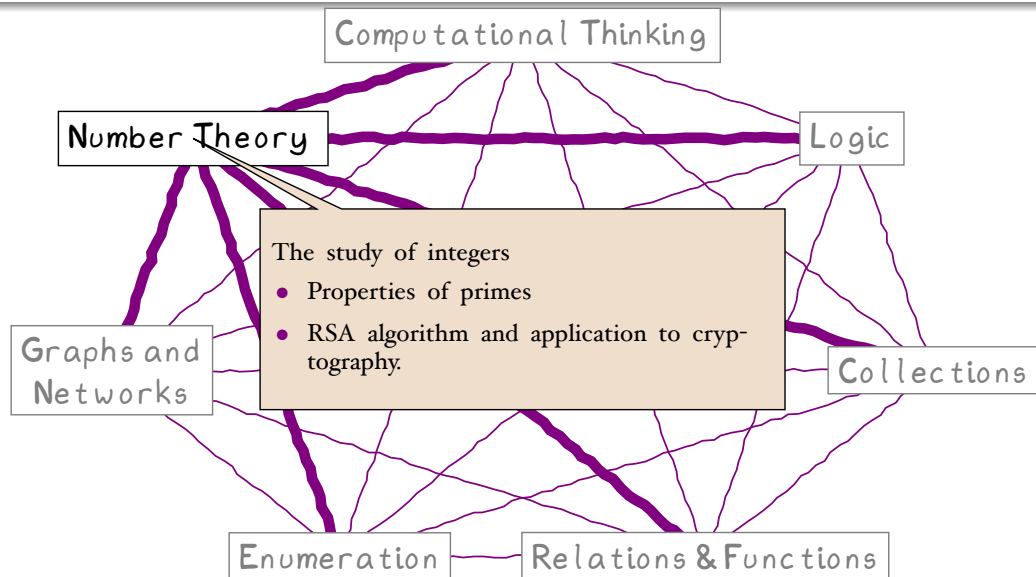 Computational Thinking
Number Theory
Logic
The study of integers
• Properties of primes
• RSA algorithm and application to cryp-
tography.
Graphs and
Networks
Collections
Enumeration
Relations & Functions